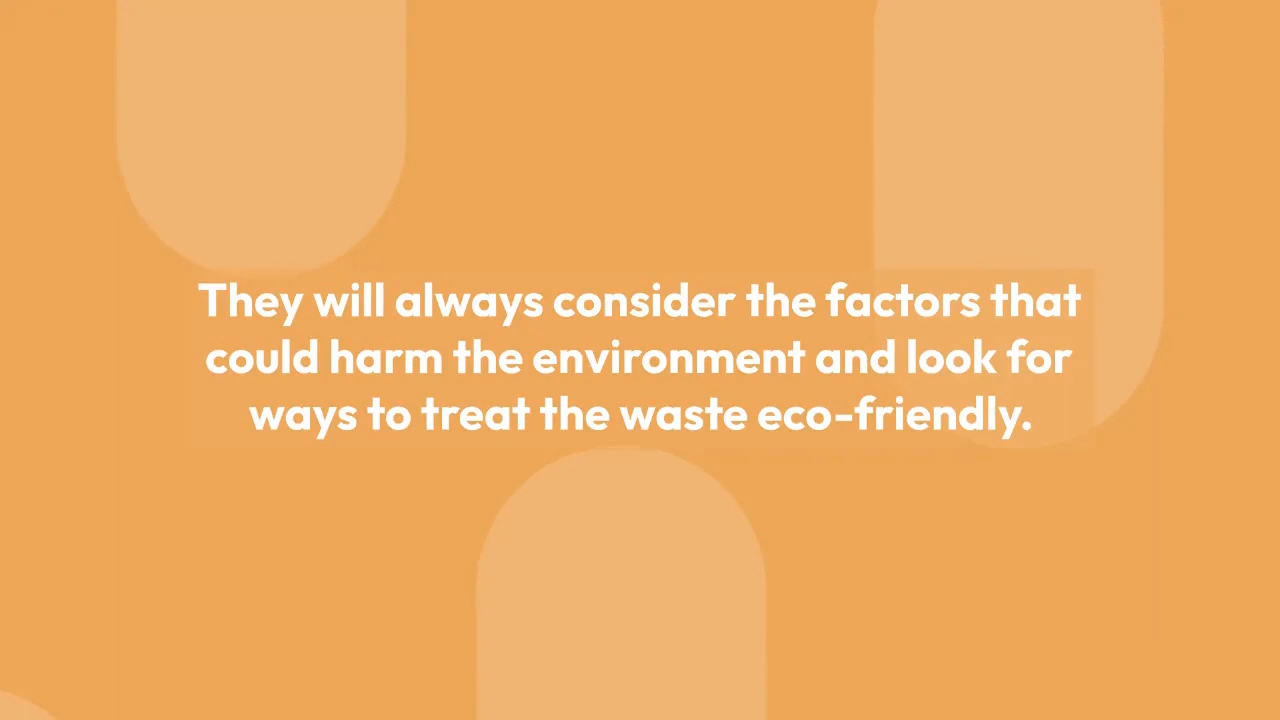 They will always consider the factors that
could harm the environment and look for
ways to treat the waste eco-friendly.